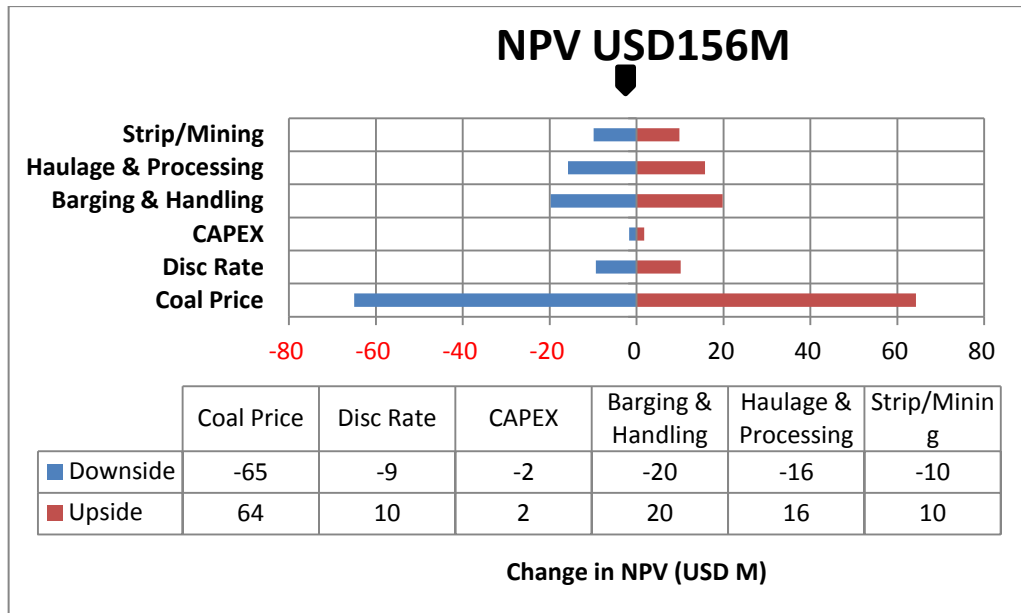 NPV USD156M
Strip/Mining
Haulage & Processing
Barging & Handling
CAPEX
Disc Rate
Coal Price
-80 -60 -40 -20 0 20 40 60 80
Coal Price Disc Rate CAPEX Barging & Handling Haulage & Processing Strip/Minin g
Downside -65 -9 -2 -20 -16 -10
Upside 64 10 2 20 16 10
Change in NPV (USD M)